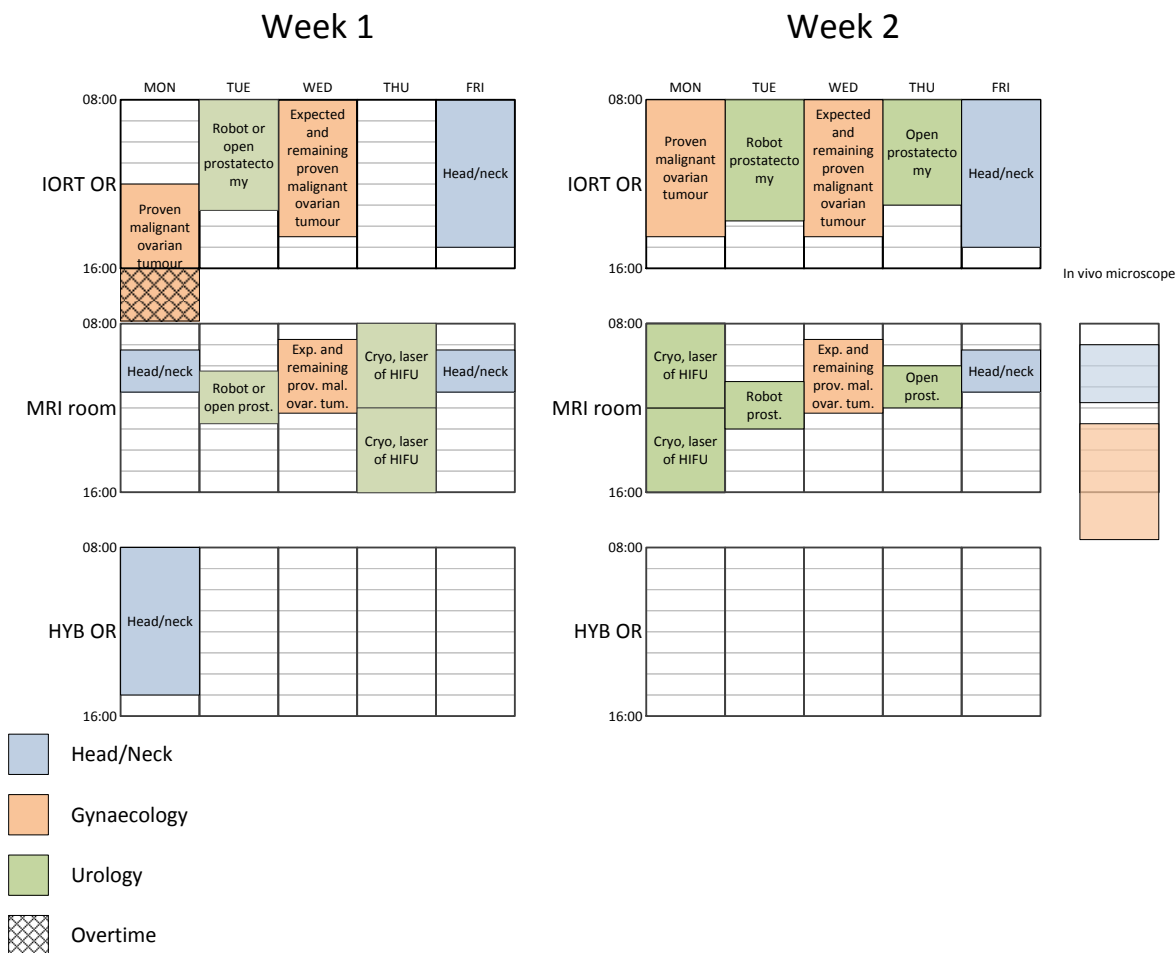 Week 1
Week 2
MON TUE WED THU FRI
MON TUE WED THU FRI
08:00
IORT OR
16:00
Proven
malignant
ovarian
tumour
Robot or
open
prostatecto
my
Expected
and
remaining
proven
malignant
ovarian
tumour
Head/neck
08:00
IORT OR
16:00
Proven
malignant
ovarian
tumour
Robot
prostatecto
my
Expected
and
remaining
proven
malignant
ovarian
tumour
Open
prostatecto
my
Head/neck
In vivo microscope
08:00
MRI room
16:00
Head/neck
Robot or
open prost.
Exp. and
remaining
prov. mal.
ovar. tum.
Cryo, laser
of HIFU
Cryo, laser
of HIFU
Head/neck
08:00
MRI room
16:00
Cryo, laser
of HIFU
Cryo, laser
of HIFU
Robot
prost.
Exp. and
remaining
prov. mal.
ovar. tum.
Open
prost.
Head/neck
08:00
HYB OR
16:00
Head/neck
08:00
HYB OR
16:00
Head/Neck
Gynaecology
Urology
Overtime